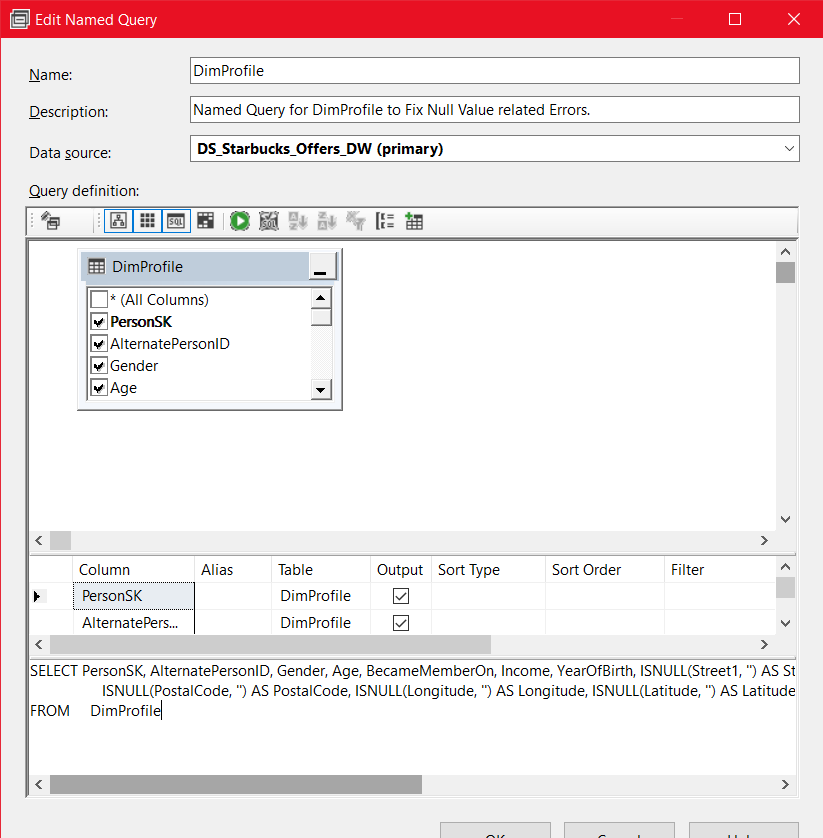 Edit Named Query
Name:
DimProfile
Description:
Named Query for DimProfile to Fix Null Value related Errors.
Data source:
DS_Starbucks_Offers_DW (primary)
Query definition:
SQL
SQL
DimProfile
* (All Columns)
PersonSK
AlternatePersonID
Gender
Age
Column Alias Table Output Sort Type Sort Order Filter
PersonSK DimProfile
AlternatePers... DimProfile
SELECT PersonSK, AlternatePersonID, Gender, Age, BecameMemberOn, Income, YearOfBirth, ISNULL(Street1, '') AS St
ISNULL(PostalCode, '') AS PostalCode, ISNULL(Longitude, '') AS Longitude, ISNULL(Latitude, '') AS Latitude
FROM DimProfile